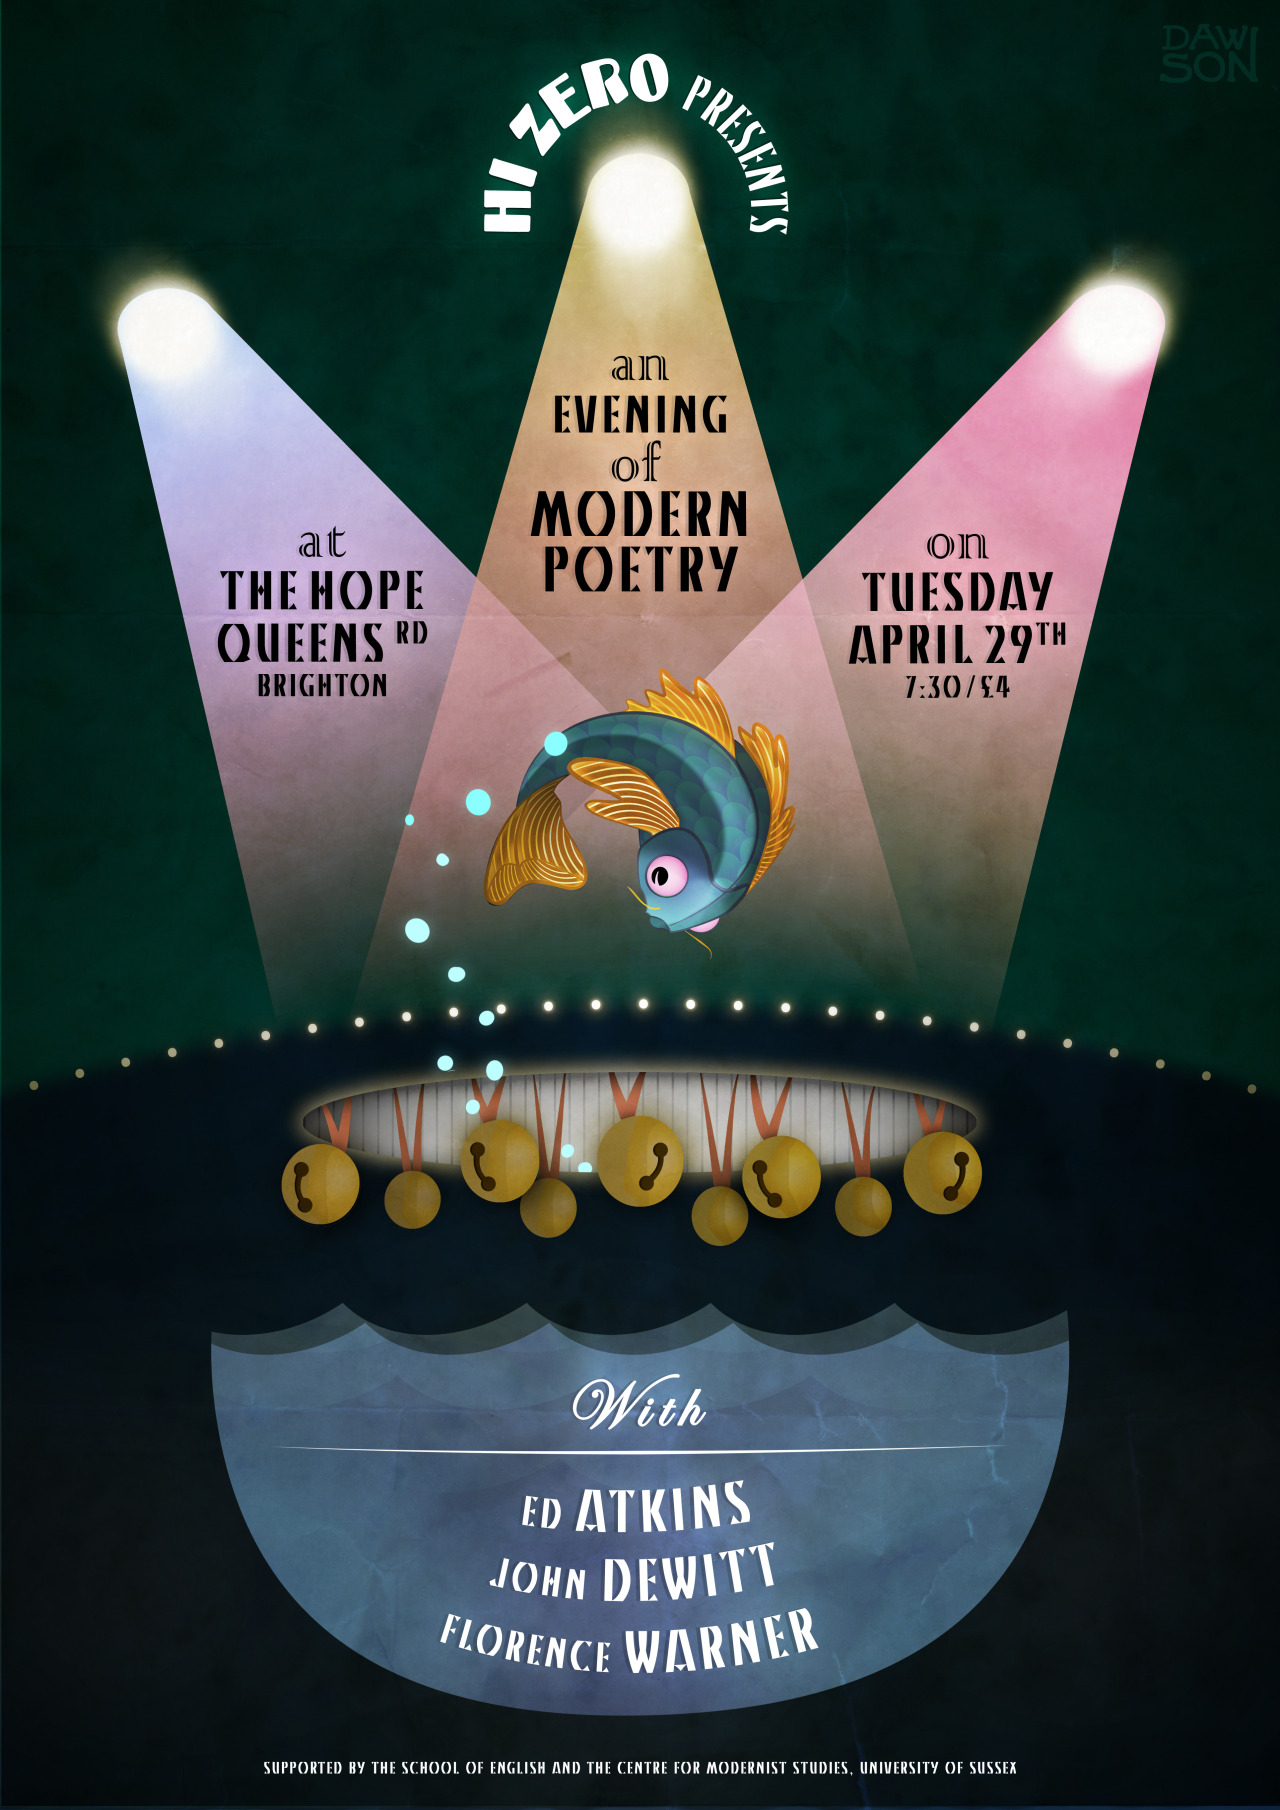 DAW
SON
HI ZERO PRESENTS
an
EVENING
of
MODERN
POETRY
at
THE HOPE
QUEENS RD
BRIGHTON
on
TUESDAY
APRIL 29TH
7:30/£4
With
ED ATKINS
JOHN DEWITT
FLORENCE WARNER
SUPPORTED BY THE SCHOOL OF ENGLISH AND THE CENTRE FOR MODERNIST STUDIES, UNIVERSITY OF SUSSEX